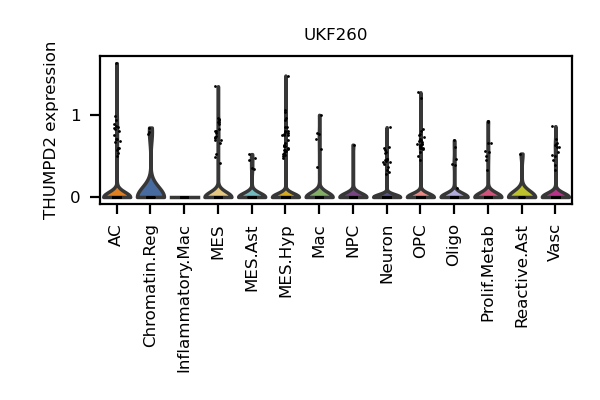 UKF260
THUMPD2 expression
1
0
AC
Chromatin.Reg
Inflammatory.Mac
MES
MES.Ast
MES.Hyp
Mac
NPC
Neuron
OPC
Oligo
Prolif.Metab
Reactive.Ast
Vasc